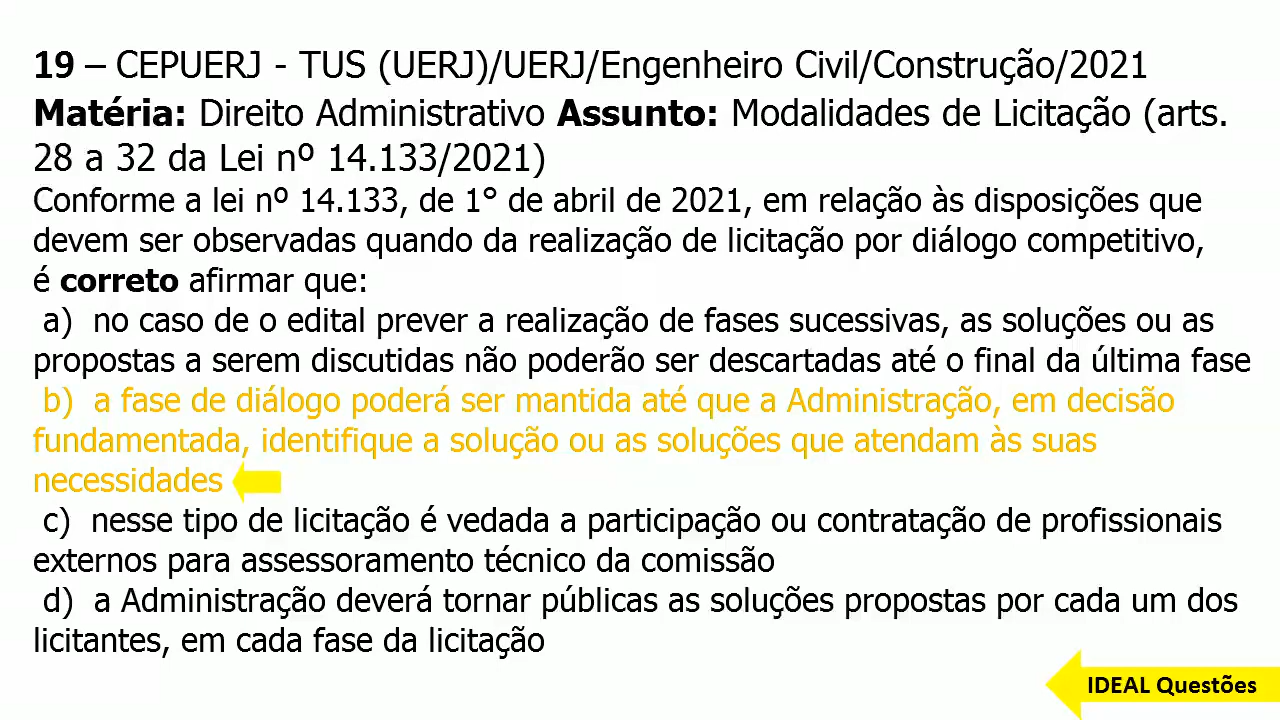 19 – CEPUERJ - TUS (UERJ)/UERJ/Engenheiro Civil/Construção/2021
Matéria: Direito Administrativo Assunto: Modalidades de Licitação (arts.
28 a 32 da Lei nº 14.133/2021)
Conforme a lei nº 14.133, de 1° de abril de 2021, em relação às disposições que
devem ser observadas quando da realização de licitação por diálogo competitivo,
é correto afirmar que:
a) no caso de o edital prever a realização de fases sucessivas, as soluções ou as
propostas a serem discutidas não poderão ser descartadas até o final da última fase
b) a fase de diálogo poderá ser mantida até que a Administração, em decisão
fundamentada, identifique a solução ou as soluções que atendam às suas
necessidades
c) nesse tipo de licitação é vedada a participação ou contratação de profissionais
externos para assessoramento técnico da comissão
d) a Administração deverá tornar públicas as soluções propostas por cada um dos
licitantes, em cada fase da licitação
IDEAL Questões